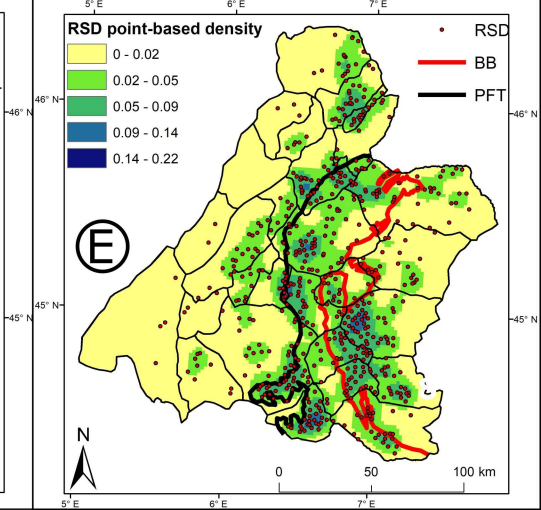 5° E 6° E 7° E
RSD point-based density
0 - 0.02
0.02 - 0.05
0.05 - 0.09
0.09 - 0.14
0.14 - 0.22
RSD
BB
PFT
46° N 46° N
E
45° N 45° N
N
0 50 100 km
5° E 6° E 7° E